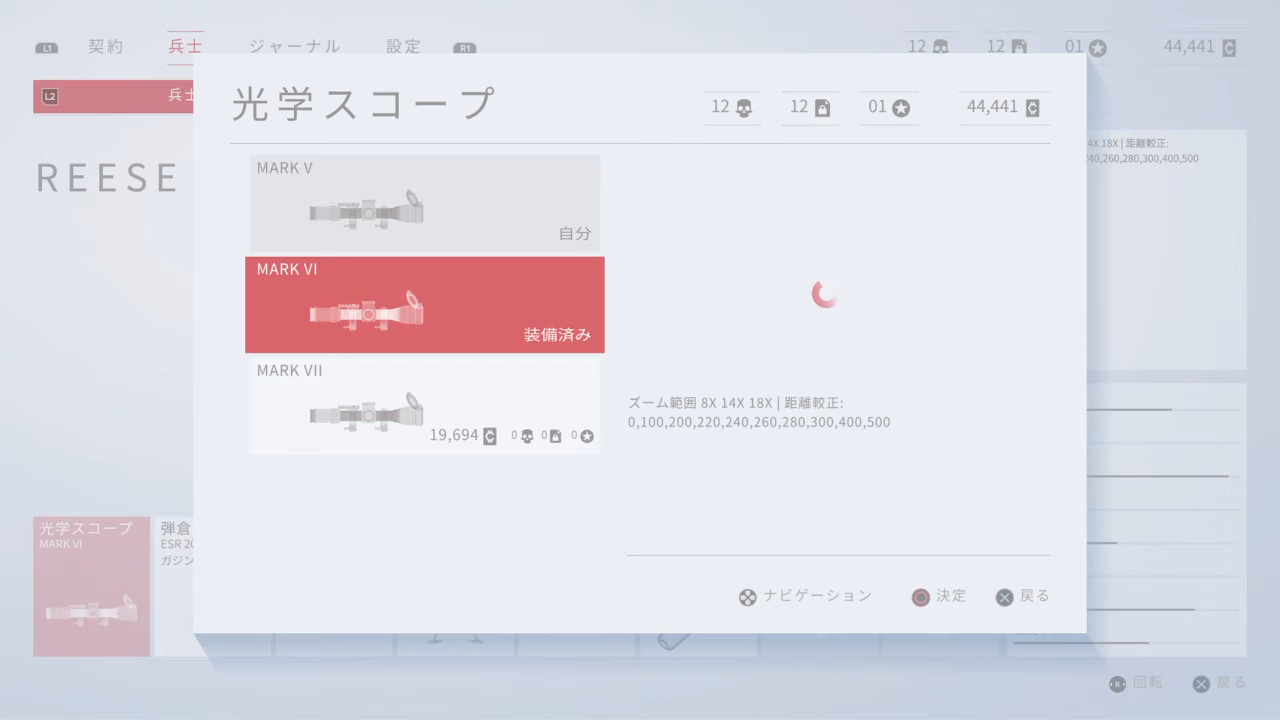 L1 契約 兵士 ジャーナル 設定 R1
12 12 01 44,441
L2 兵士
REESE
光学スコープ
12 12 01 44,441
4X 18X | 距離較正:
240,260,280,300,400,500
MARK V
自分
MARK VI
装備済み
MARK VII
19,694 0 0 0
ズーム範囲 8X 14X 18X | 距離較正:
0,100,200,220,240,260,280,300,400,500
光学スコープ
MARK VI
弾倉
ESR 20
ガジン
ナビゲーション 決定 戻る
R 回転 戻る